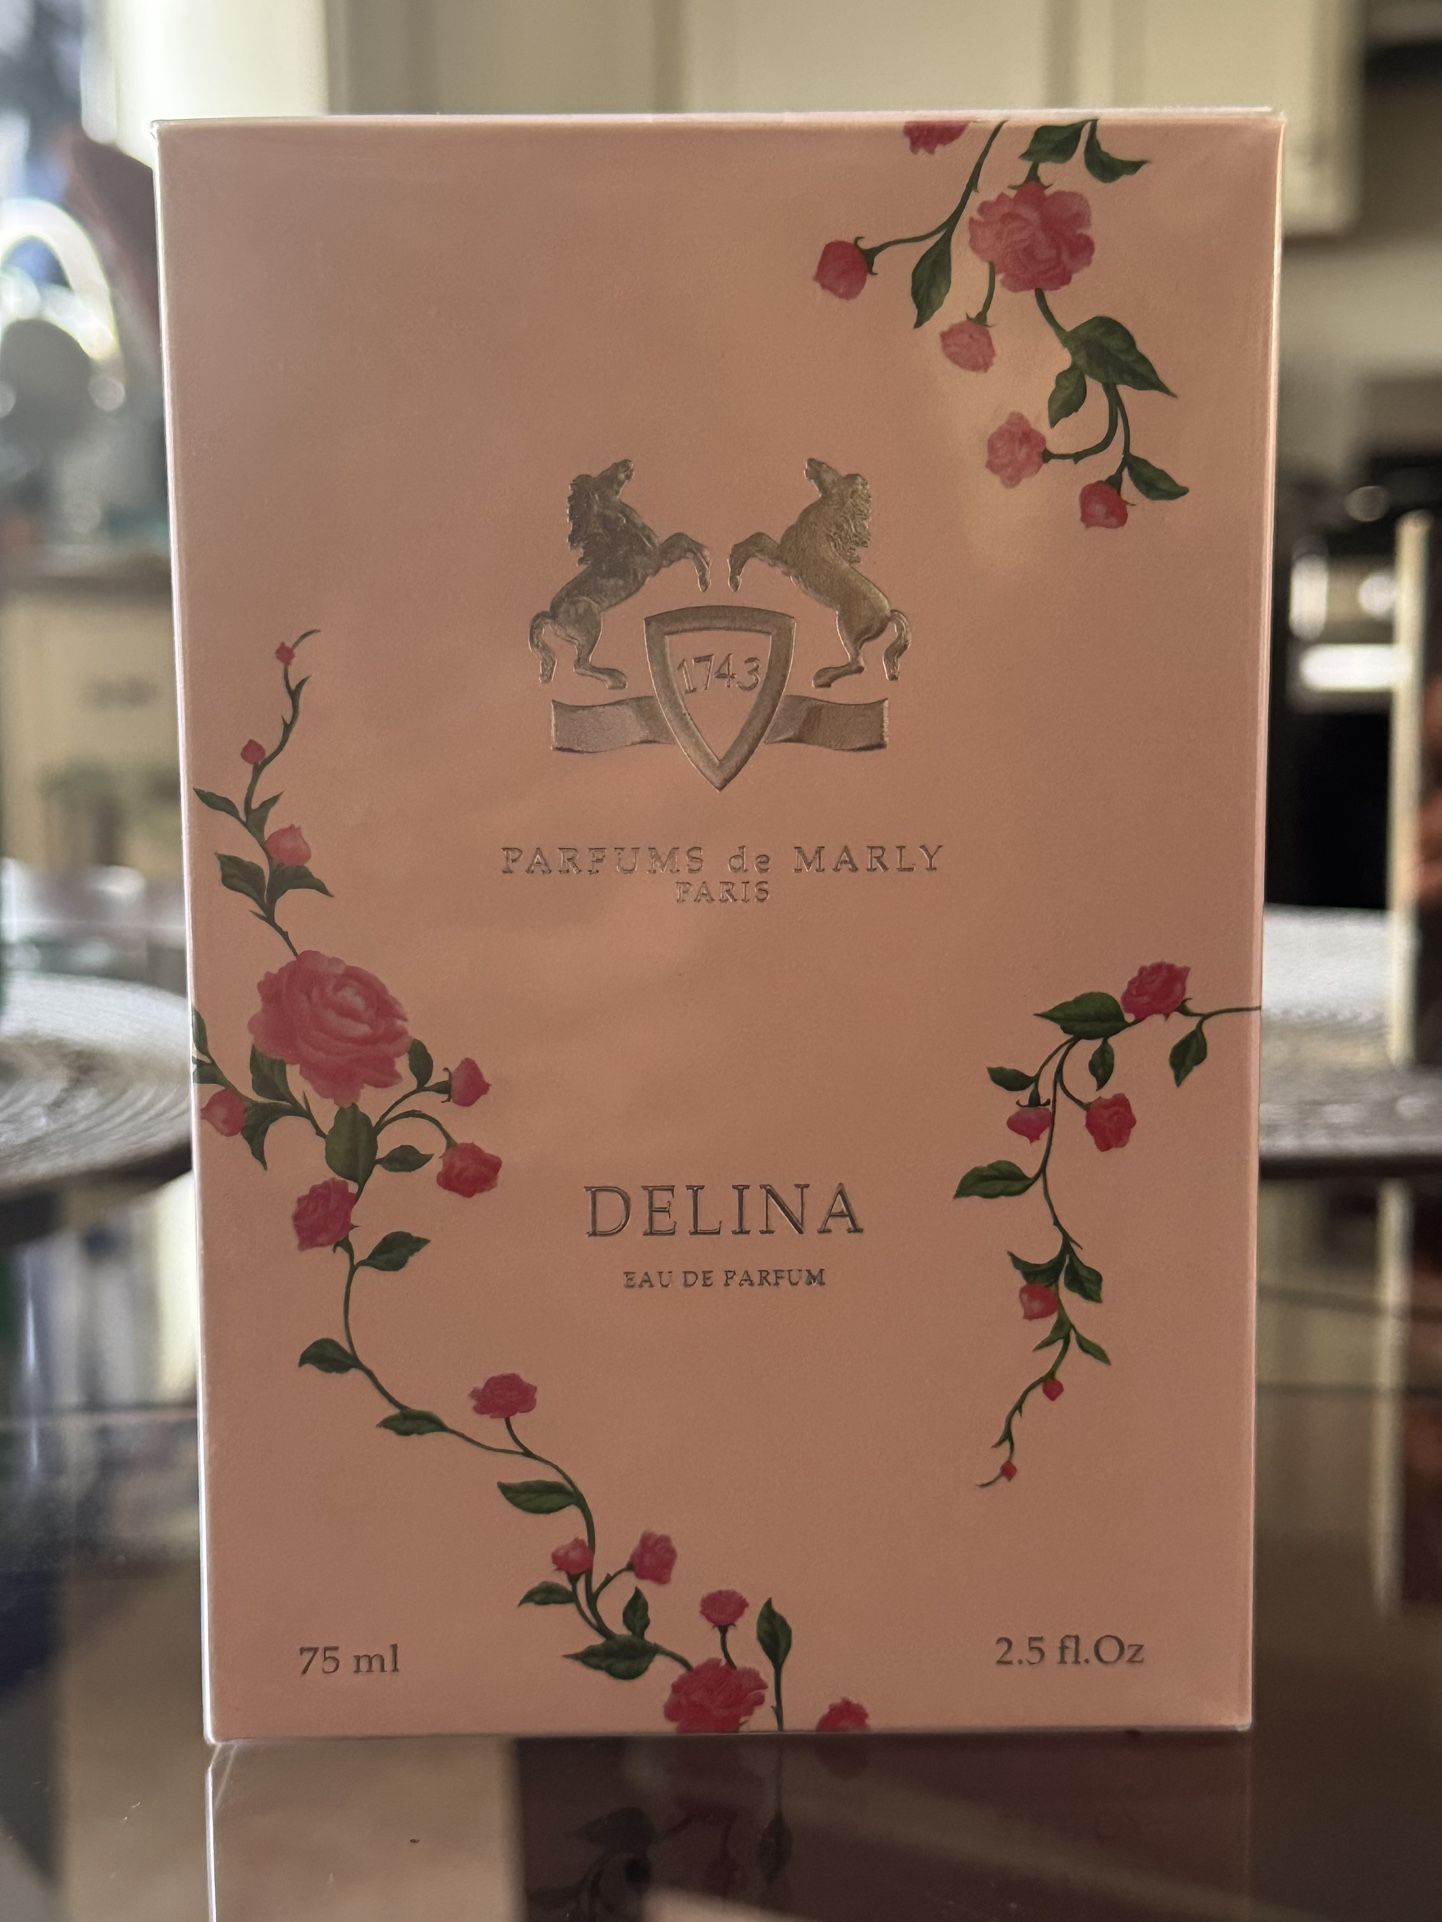 1743
PARFUMS de MARLY
PARIS
DELINA
EAU DE PARFUM
75 ml
2.5 fl.Oz